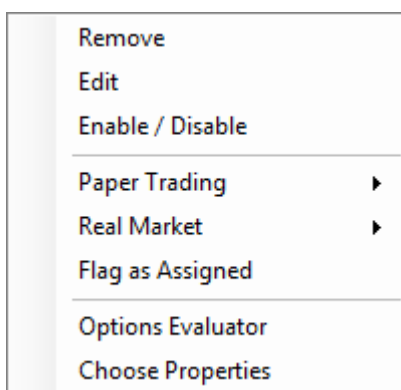 Remove
Edit
Enable / Disable
Paper Trading
Real Market
Flag as Assigned
Options Evaluator
Choose Properties